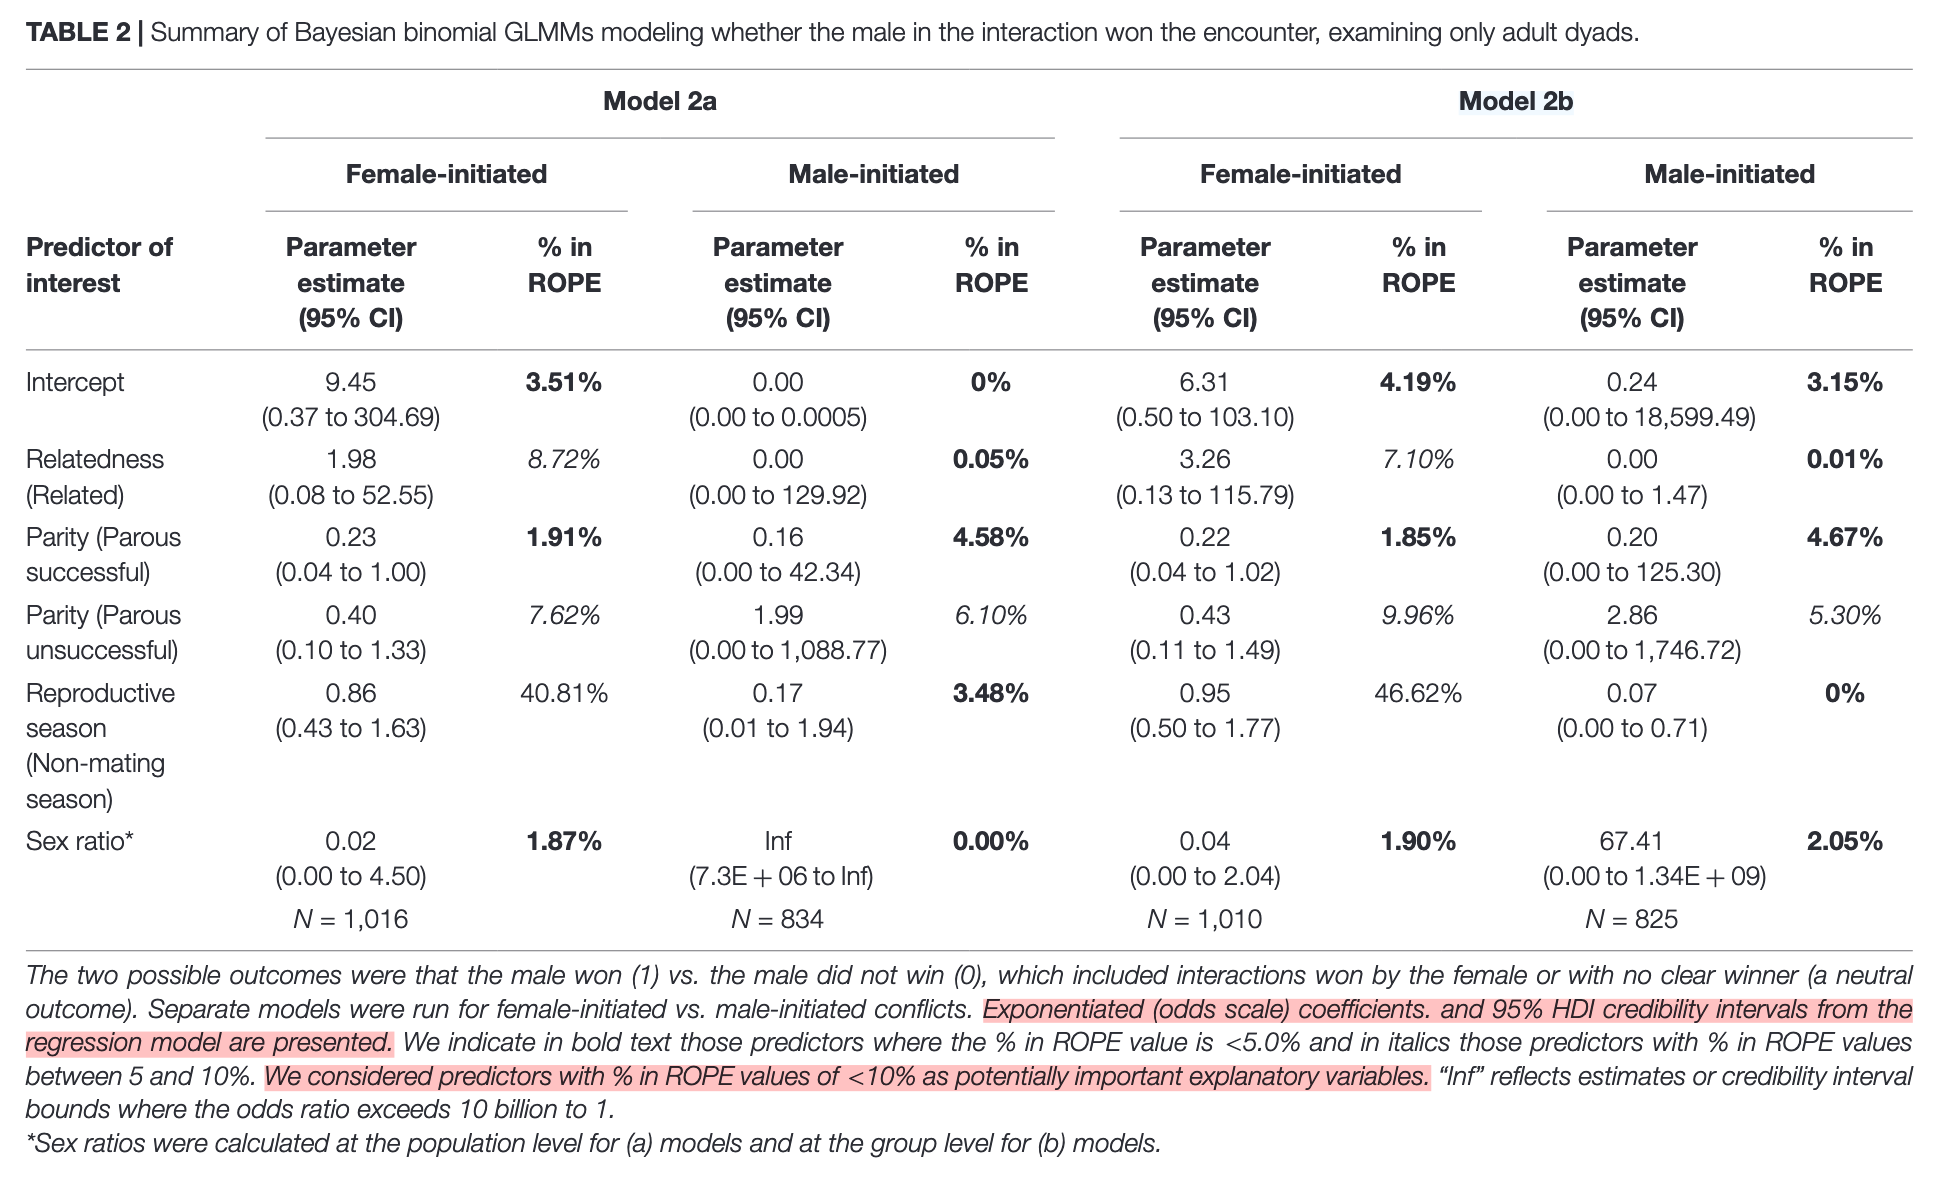 TABLE 2 | Summary of Bayesian binomial GLMMs modeling whether the male in the interaction won the encounter, examining only adult dyads.
Model 2a Model 2b
Female-initiated Male-initiated Female-initiated Male-initiated
Predictor of Parameter % in Parameter % in Parameter % in Parameter % in
interest estimate ROPE estimate ROPE estimate ROPE estimate ROPE
(95% CI) (95% CI) (95% CI) (95% CI)
Intercept 9.45 3.51% 0.00 0% 6.31 4.19% 0.24 3.15%
(0.37 to 304.69) (0.00 to 0.0005) (0.50 to 103.10) (0.00 to 18,599.49)
Relatedness 1.98 8.72% 0.00 0.05% 3.26 7.10% 0.00 0.01%
(Related) (0.08 to 52.55) (0.00 to 129.92) (0.13 to 115.79) (0.00 to 1.47)
Parity (Parous 0.23 1.91% 0.16 4.58% 0.22 1.85% 0.20 4.67%
successful) (0.04 to 1.00) (0.00 to 42.34) (0.04 to 1.02) (0.00 to 125.30)
Parity (Parous 0.40 7.62% 1.99 6.10% 0.43 9.96% 2.86 5.30%
unsuccessful) (0.10 to 1.33) (0.00 to 1,088.77) (0.11 to 1.49) (0.00 to 1,746.72)
Reproductive 0.86 40.81% 0.17 3.48% 0.95 46.62% 0.07 0%
season (0.43 to 1.63) (0.01 to 1.94) (0.50 to 1.77) (0.00 to 0.71)
(Non-mating
season)
Sex ratio* 0.02 1.87% Inf 0.00% 0.04 1.90% 67.41 2.05%
(0.00 to 4.50) (7.3E + 06 to Inf) (0.00 to 2.04) (0.00 to 1.34E + 09)
N = 1,016 N = 834 N = 1,010 N = 825
The two possible outcomes were that the male won (1) vs. the male did not win (0), which included interactions won by the female or with no clear winner (a neutral
outcome). Separate models were run for female-initiated vs. male-initiated conflicts. Exponentiated (odds scale) coefficients. and 95% HDI credibility intervals from the
regression model are presented. We indicate in bold text those predictors where the % in ROPE value is <5.0% and in italics those predictors with % in ROPE values
between 5 and 10%. We considered predictors with % in ROPE values of <10% as potentially important explanatory variables. “Inf” reflects estimates or credibility interval
bounds where the odds ratio exceeds 10 billion to 1.
*Sex ratios were calculated at the population level for (a) models and at the group level for (b) models.